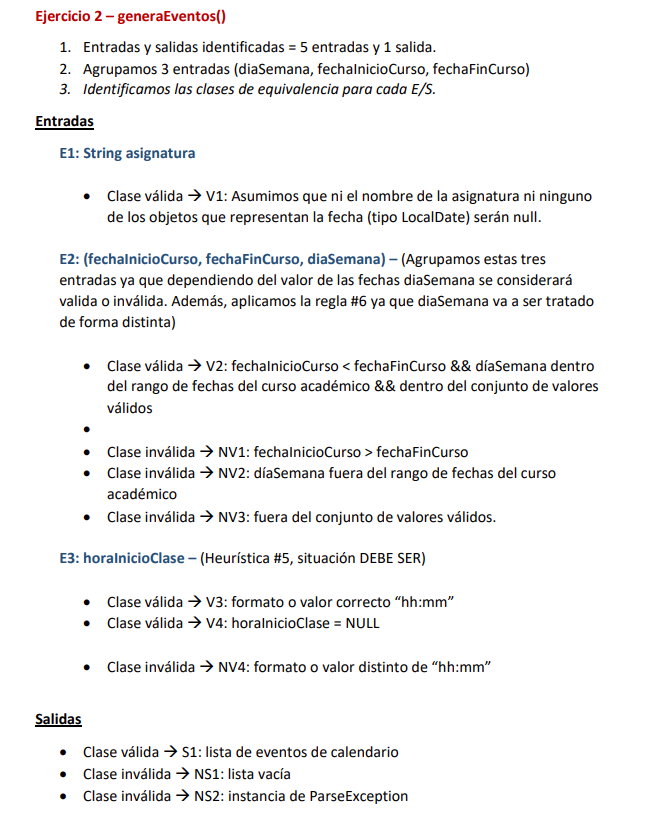 Ejercicio 2 – generaEventos()
1. Entradas y salidas identificadas = 5 entradas y 1 salida.
2. Agrupamos 3 entradas (diaSemana, fechaInicioCurso, fechaFinCurso)
3. Identificamos las clases de equivalencia para cada E/S.
Entradas
E1: String asignatura
• Clase válida → V1: Asumimos que ni el nombre de la asignatura ni ninguno
de los objetos que representan la fecha (tipo LocalDate) serán null.
E2: (fechaInicioCurso, fechaFinCurso, diaSemana) – (Agrupamos estas tres
entradas ya que dependiendo del valor de las fechas diaSemana se considerará
valida o inválida. Además, aplicamos la regla #6 ya que diaSemana va a ser tratado
de forma distinta)
• Clase válida → V2: fechaInicioCurso < fechaFinCurso && díaSemana dentro
del rango de fechas del curso académico && dentro del conjunto de valores
válidos
•
• Clase inválida → NV1: fechaInicioCurso > fechaFinCurso
• Clase inválida → NV2: díaSemana fuera del rango de fechas del curso
académico
• Clase inválida → NV3: fuera del conjunto de valores válidos.
E3: horaInicioClase – (Heurística #5, situación DEBE SER)
• Clase válida → V3: formato o valor correcto “hh:mm”
• Clase válida → V4: horaInicioClase = NULL
• Clase inválida → NV4: formato o valor distinto de “hh:mm”
Salidas
• Clase válida → S1: lista de eventos de calendario
• Clase inválida → NS1: lista vacía
• Clase inválida → NS2: instancia de ParseException